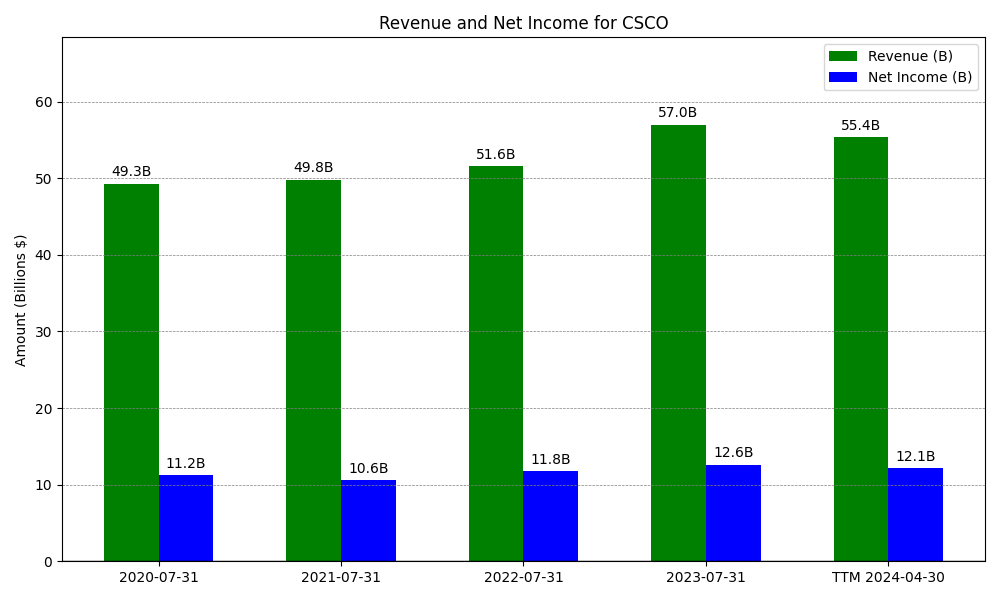 Revenue and Net Income for CSCO
Revenue (B)
Net Income (B)
Amount (Billions $)
60
50
40
30
20
10
0
49.3B
11.2B
49.8B
10.6B
51.6B
11.8B
57.0B
12.6B
55.4B
12.1B
2020-07-31
2021-07-31
2022-07-31
2023-07-31
TTM 2024-04-30